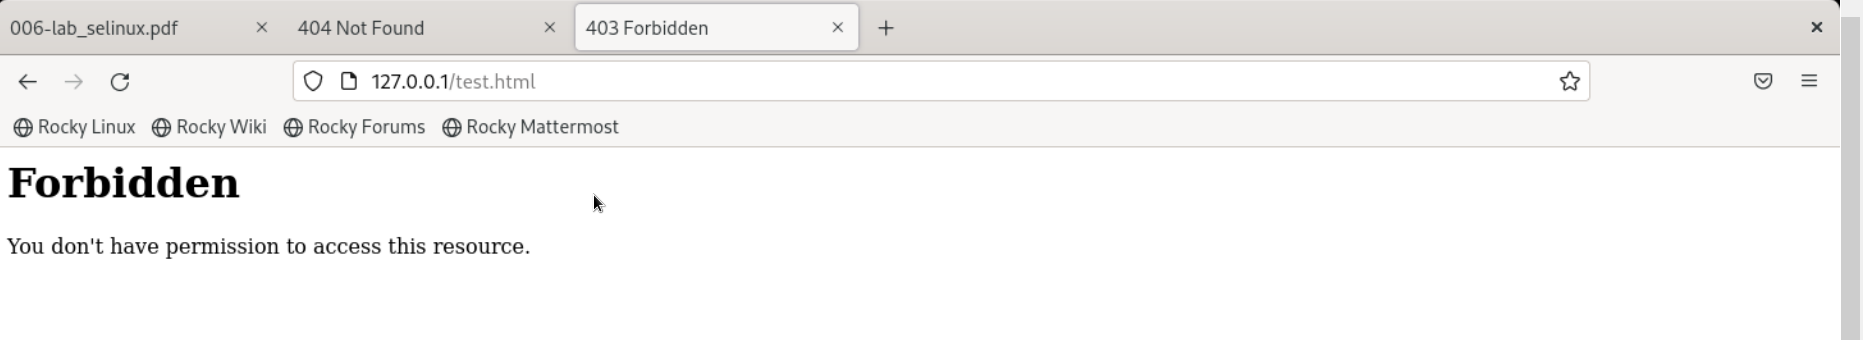 006-lab_selinux.pdf 404 Not Found 403 Forbidden
127.0.0.1/test.html
Rocky Linux Rocky Wiki Rocky Forums Rocky Mattermost
Forbidden
You don't have permission to access this resource.